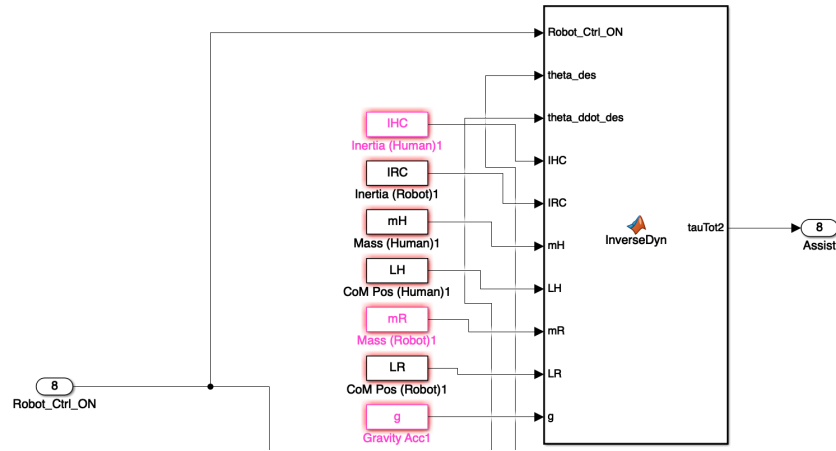 Robot_Ctrl_ON
theta_des
theta_ddot_des
IHC
Inertia (Human)1
IHC
IRC
Inertia (Robot)1
IRC
mH
Mass (Human)1
mH
InverseDyn
tauTot2
8
Assist
LH
CoM Pos (Human)1
LH
mR
Mass (Robot)1
mR
LR
CoM Pos (Robot)1
LR
8
Robot_Ctrl_ON
g
Gravity Acc1
g